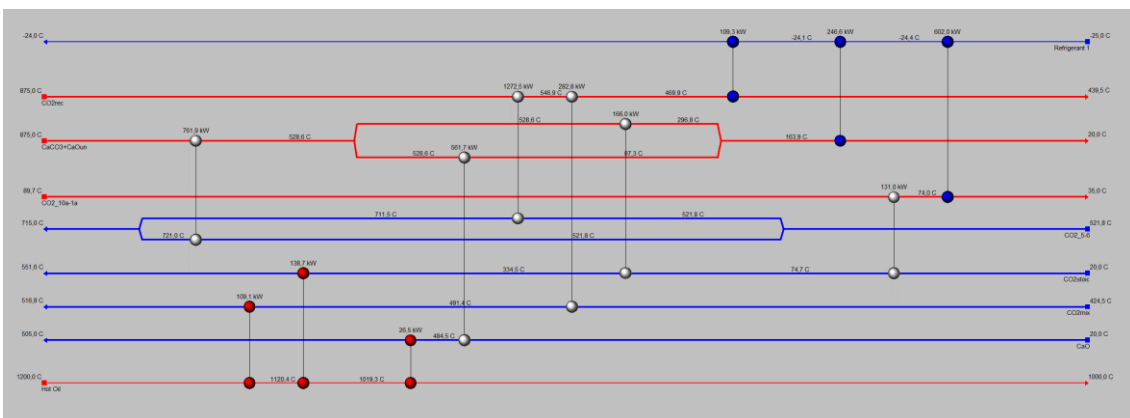 199,3 kW 246,6 kW 602,0 kW
-24,0 C -24,1 C -24,4 C -25,0 C
Refrigerant 1
1272,5 kW 262,8 kW
875,0 C 546,9 C 469,9 C 439,5 C
CO2rec
166,0 kW
528,6 C 296,8 C
761,9 kW
875,0 C 528,6 C 163,9 C 20,0 C
CaCO3+CaOun
561,7 kW
528,6 C 97,3 C
131,0 kW
89,7 C 74,0 C 35,0 C
CO2_10a-1a
711,5 C 521,8 C
715,0 C 521,8 C
CO2_5-6
721,0 C 521,8 C
138,7 kW
551,6 C 334,5 C 74,7 C 20,0 C
CO2stoic
109,1 kW
516,8 C 491,4 C 424,5 C
CO2mix
26,5 kW
505,0 C 484,5 C 20,0 C
CaO
1200,0 C 1120,4 C 1019,3 C 1000,0 C
Hot Oil